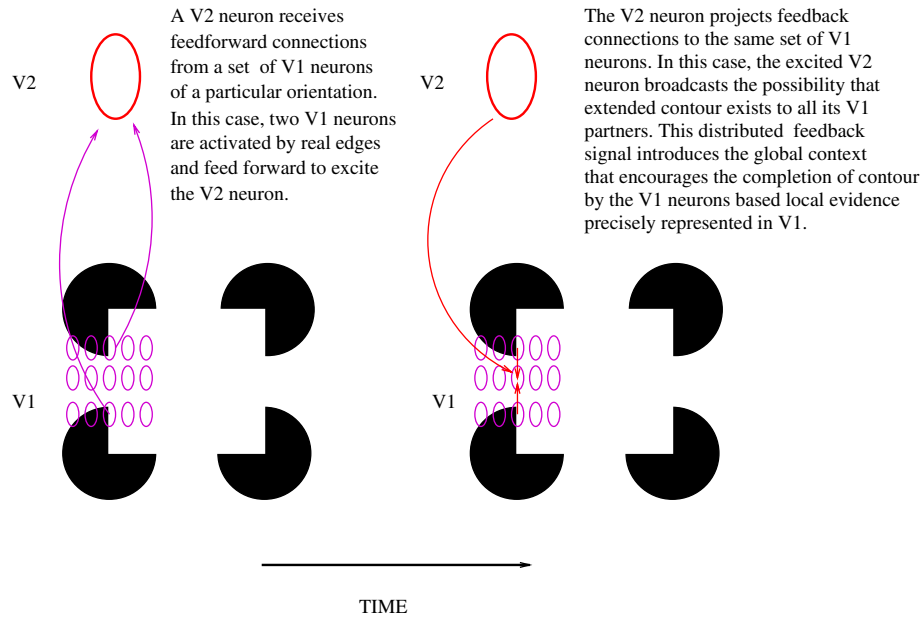 A V2 neuron receives
feedforward connections
from a set of V1 neurons
of a particular orientation.
In this case, two V1 neurons
are activated by real edges
and feed forward to excite
the V2 neuron.
The V2 neuron projects feedback
connections to the same set of V1
neurons. In this case, the excited V2
neuron broadcasts the possibility that
extended contour exists to all its V1
partners. This distributed feedback
signal introduces the global context
that encourages the completion of contour
by the V1 neurons based local evidence
precisely represented in V1.
V2
V2
V1
V1
TIME